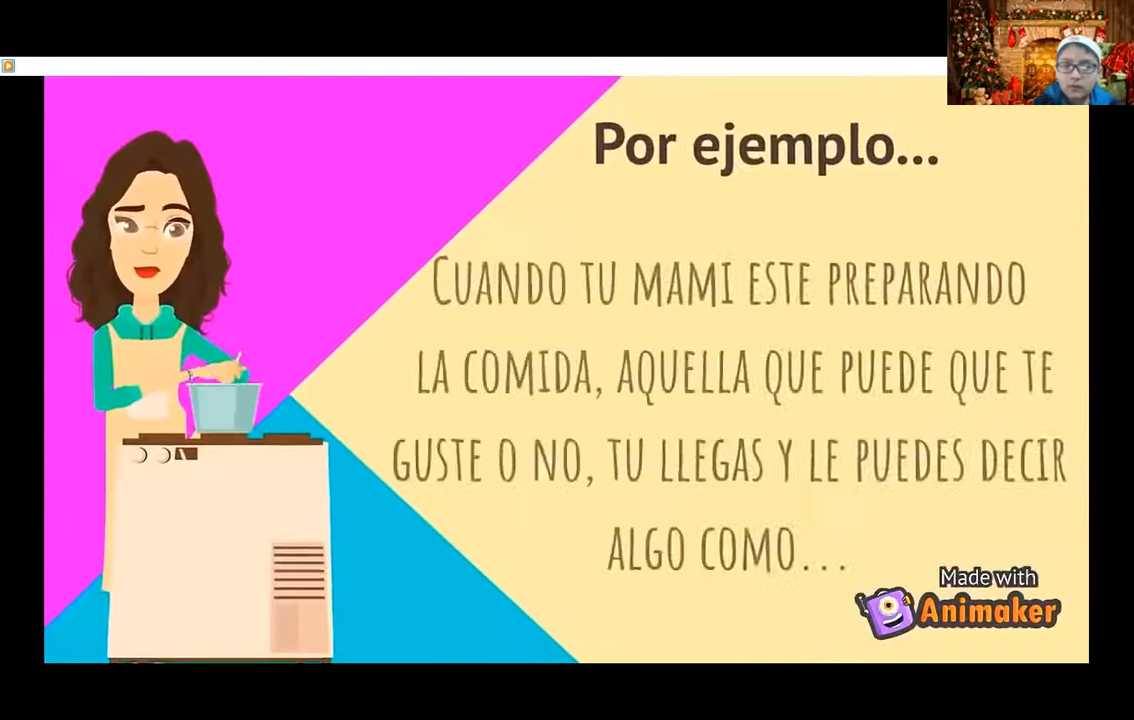 Por ejemplo...
CUANDO TU MAMI ESTE PREPARANDO
LA COMIDA, AQUELLA QUE PUEDE QUE TE
GUSTE O NO, TU LLEGAS Y LE PUEDES DECIR
ALGO COMO...
Made with
Animaker